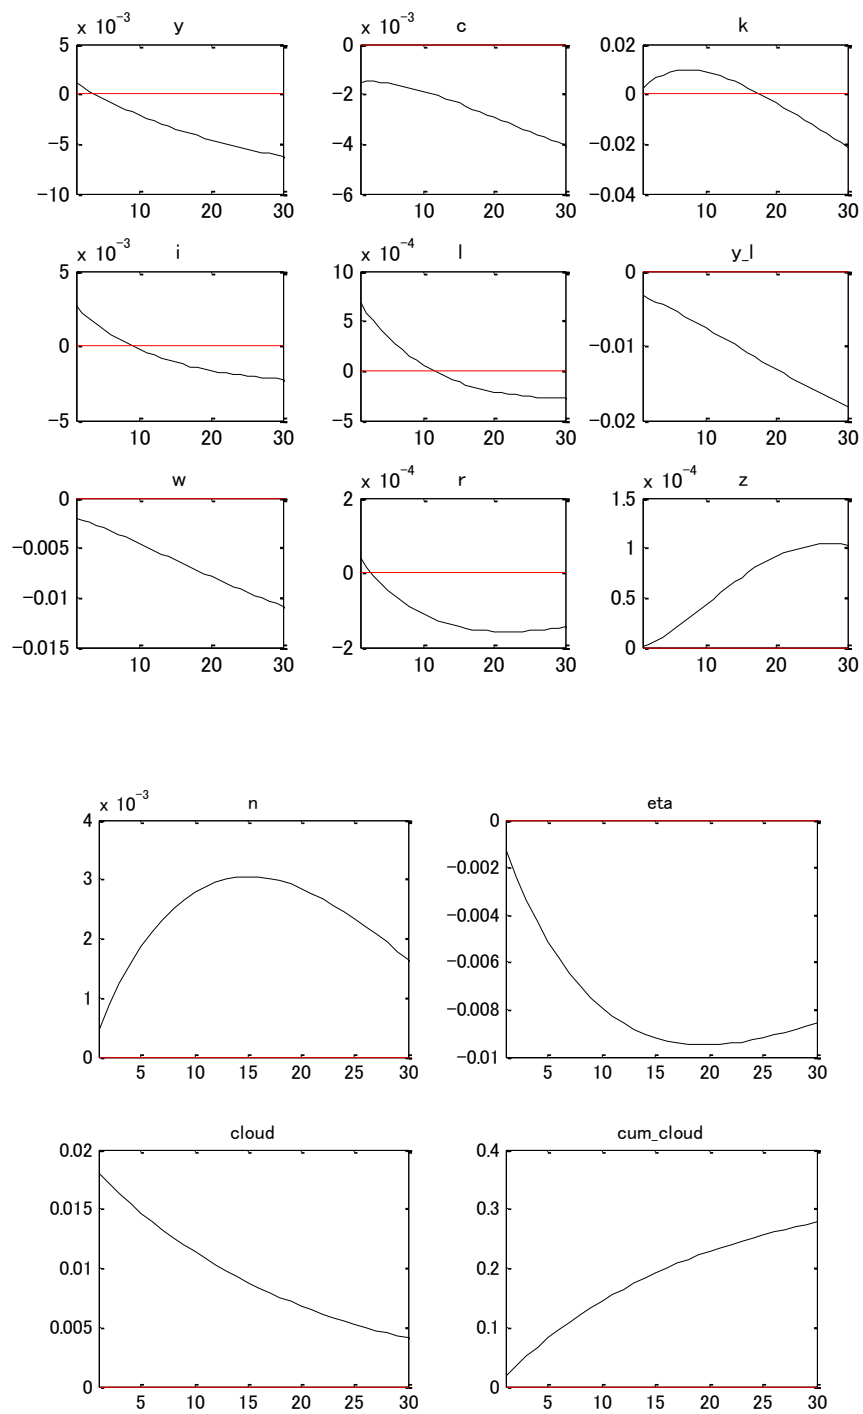 x 10⁻³ y
5
0
−5
−10
10 20 30
x 10⁻³ c
0
−2
−4
−6
10 20 30
k
0.02
0
−0.02
−0.04
10 20 30
x 10⁻³ i
5
0
−5
10 20 30
x 10⁻⁴ l
10
5
0
−5
10 20 30
y_l
0
−0.01
−0.02
10 20 30
w
0
−0.005
−0.01
−0.015
10 20 30
x 10⁻⁴ r
2
0
−2
10 20 30
x 10⁻⁴ z
1.5
1
0.5
0
10 20 30
x 10⁻³ n
4
3
2
1
0
5 10 15 20 25 30
eta
0
−0.002
−0.004
−0.006
−0.008
−0.01
5 10 15 20 25 30
cloud
0.02
0.015
0.01
0.005
0
5 10 15 20 25 30
cum_cloud
0.4
0.3
0.2
0.1
0
5 10 15 20 25 30